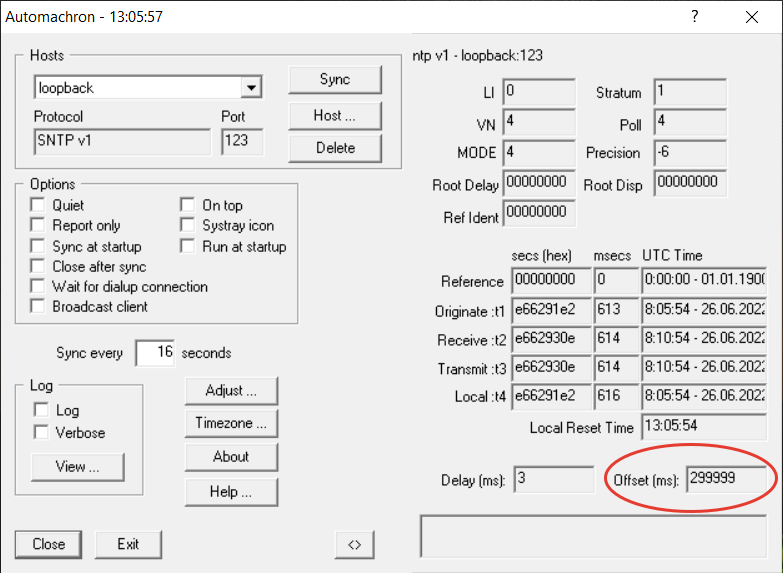 Automachron - 13:05:57
?
Hosts
loopback
Sync
Protocol Port
Host ...
SNTP v1 123
Delete
Options
Quiet On top
Report only Systray icon
Sync at startup Run at startup
Close after sync
Wait for dialup connection
Broadcast client
Sync every 16 seconds
Log
Log
Verbose
View ...
Adjust ...
Timezone ...
About
Help ...
Close Exit <>
ntp v1 - loopback:123
LI 0 Stratum 1
VN 4 Poll 4
MODE 4 Precision -6
Root Delay 00000000 Root Disp 00000000
Ref Ident 00000000
secs (hex) msecs UTC Time
Reference 00000000 0 0:00:00 - 01.01.1900
Originate :t1 e66291e2 613 8:05:54 - 26.06.2022
Receive :t2 e662930e 614 8:10:54 - 26.06.2022
Transmit :t3 e662930e 614 8:10:54 - 26.06.2022
Local :t4 e66291e2 616 8:05:54 - 26.06.2022
Local Reset Time 13:05:54
Delay (ms): 3 Offset (ms): 299999